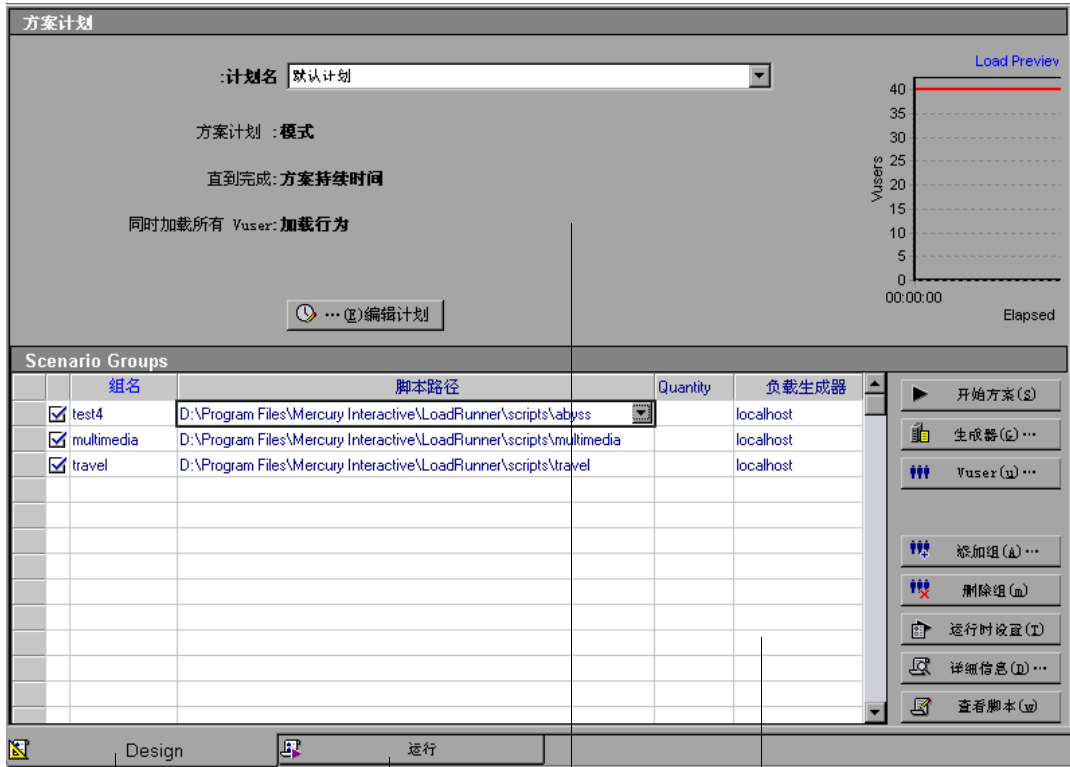 方案计划
:计划名 默认计划
方案计划 :模式
直到完成:方案持续时间
同时加载所有 Vuser:加载行为
…(E)编辑计划
Load Previev
Vusers
40
35
30
25
20
15
10
5
0
00:00:00
Elapsed
Scenario Groups
组名 脚本路径 Quantity 负载生成器
test4 D:\Program Files\Mercury Interactive\LoadRunner\scripts\abyss localhost
multimedia D:\Program Files\Mercury Interactive\LoadRunner\scripts\multimedia localhost
travel D:\Program Files\Mercury Interactive\LoadRunner\scripts\travel localhost
开始方案(S)
生成器(G)…
Vuser(u)…
添加组(A)…
删除组(m)
运行时设置(T)
详细信息(D)…
查看脚本(w)
Design
运行